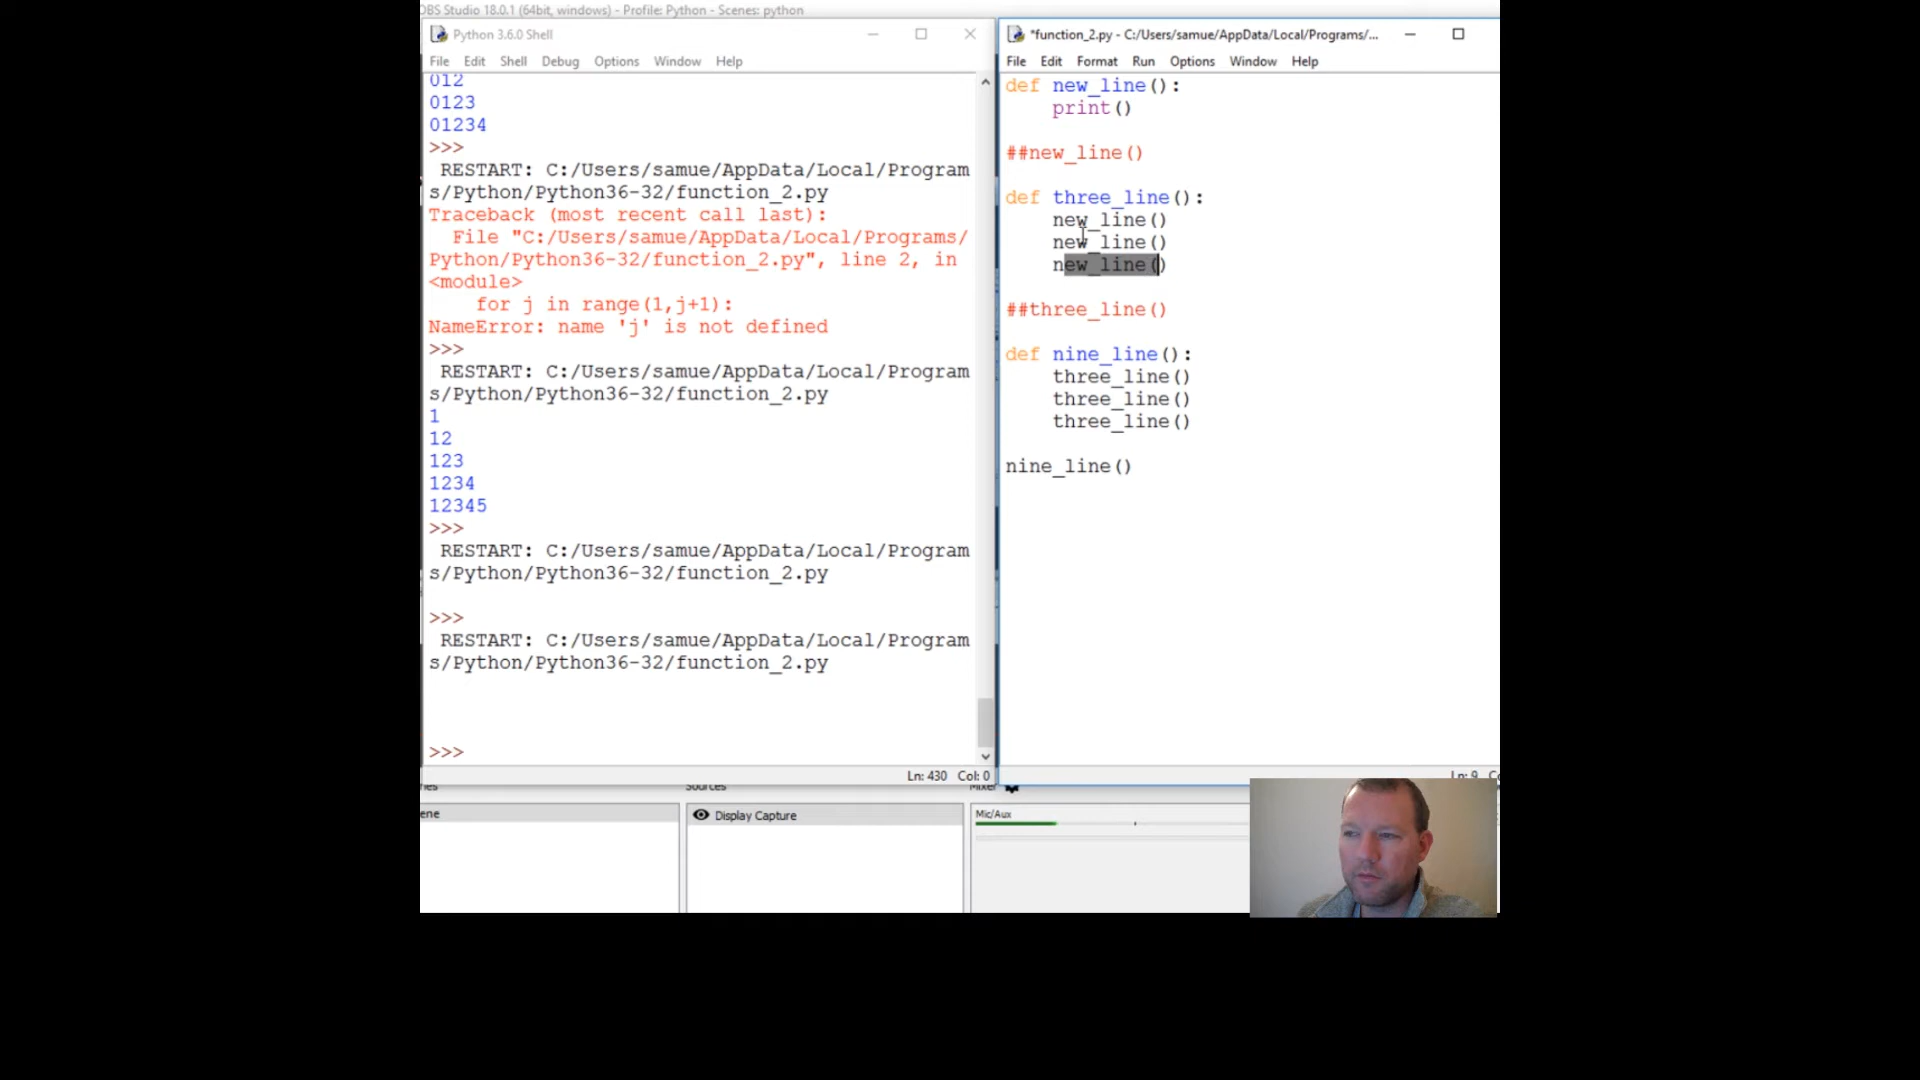 OBS Studio 18.0.1 (64bit, windows) - Profile: Python - Scenes: python
Python 3.6.0 Shell
File Edit Shell Debug Options Window Help
012
0123
01234
>>>
RESTART: C:/Users/samue/AppData/Local/Program
s/Python/Python36-32/function_2.py
Traceback (most recent call last):
File "C:/Users/samue/AppData/Local/Programs/
Python/Python36-32/function_2.py", line 2, in
<module>
for j in range(1,j+1):
NameError: name 'j' is not defined
>>>
RESTART: C:/Users/samue/AppData/Local/Program
s/Python/Python36-32/function_2.py
1
12
123
1234
12345
>>>
RESTART: C:/Users/samue/AppData/Local/Program
s/Python/Python36-32/function_2.py
>>>
RESTART: C:/Users/samue/AppData/Local/Program
s/Python/Python36-32/function_2.py
>>>
Ln: 430 Col: 0
*function_2.py - C:/Users/samue/AppData/Local/Programs/...
File Edit Format Run Options Window Help
def new_line():
print()
##new_line()
def three_line():
new_line()
new_line()
new_line()
##three_line()
def nine_line():
three_line()
three_line()
three_line()
nine_line()
Ln: 9
Sources
Mixer
ene
Display Capture
Mic/Aux